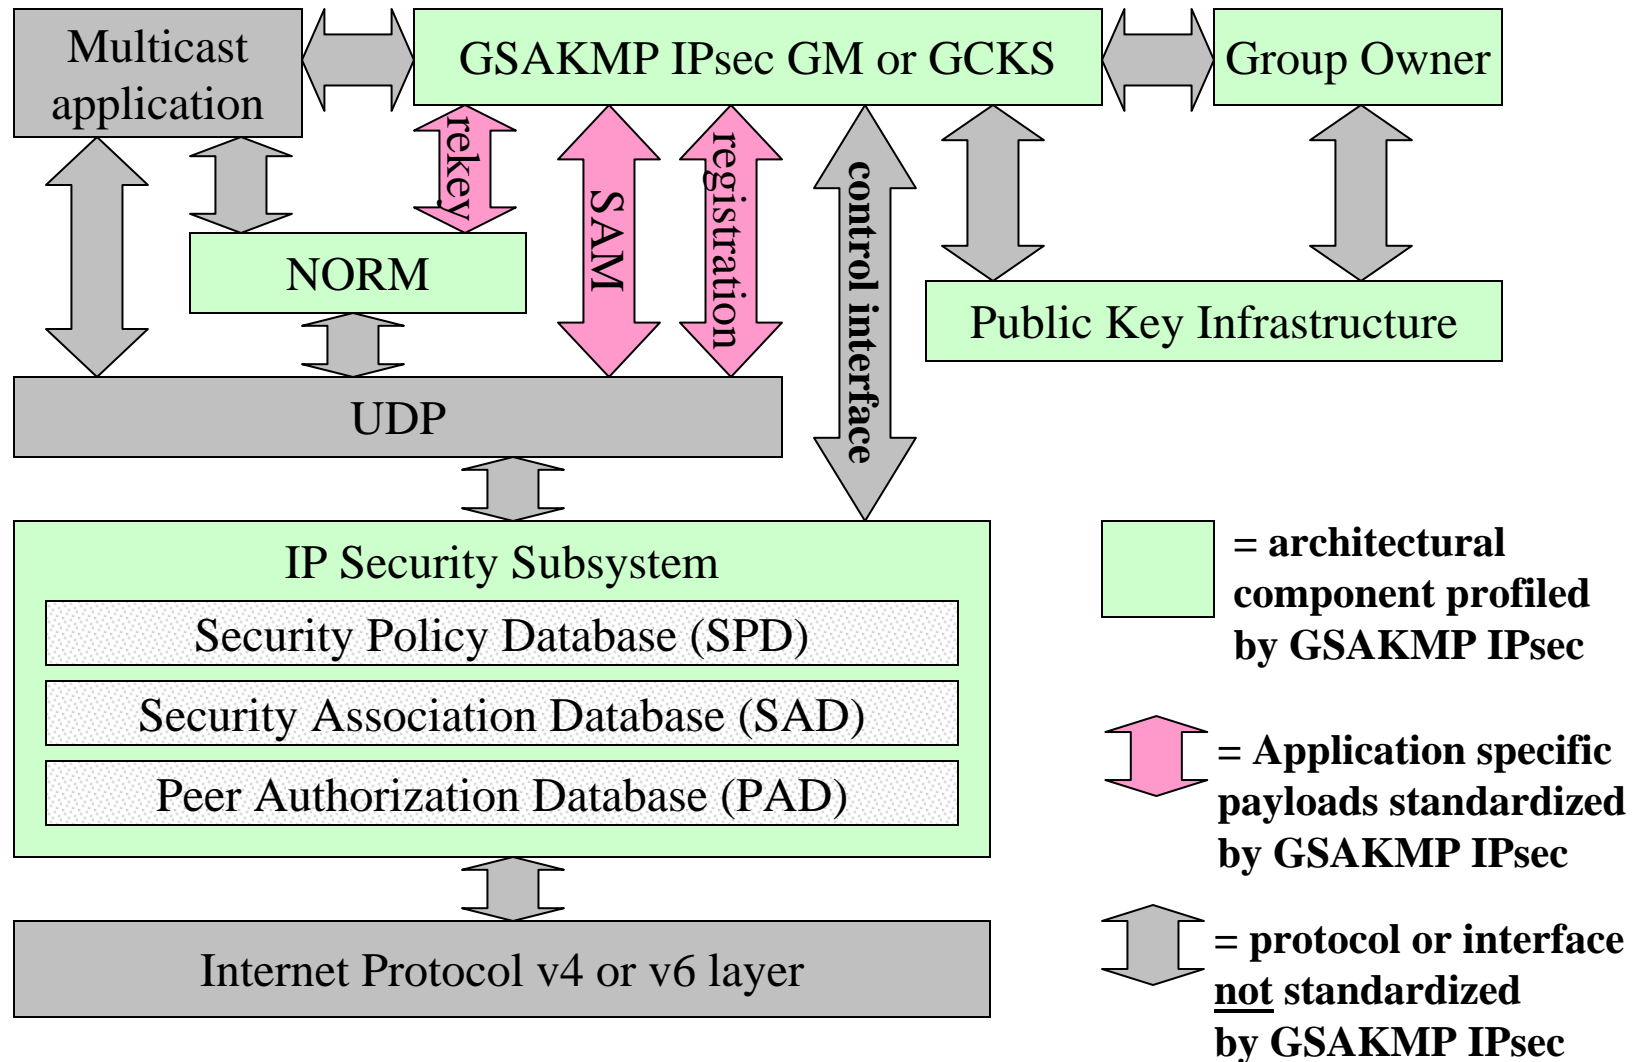 Multicast
application
GSAKMP IPsec GM or GCKS
Group Owner
rekey
SAM
registration
control interface
NORM
Public Key Infrastructure
UDP
IP Security Subsystem
Security Policy Database (SPD)
Security Association Database (SAD)
Peer Authorization Database (PAD)
Internet Protocol v4 or v6 layer
= architectural
component profiled
by GSAKMP IPsec
= Application specific
payloads standardized
by GSAKMP IPsec
= protocol or interface
not standardized
by GSAKMP IPsec